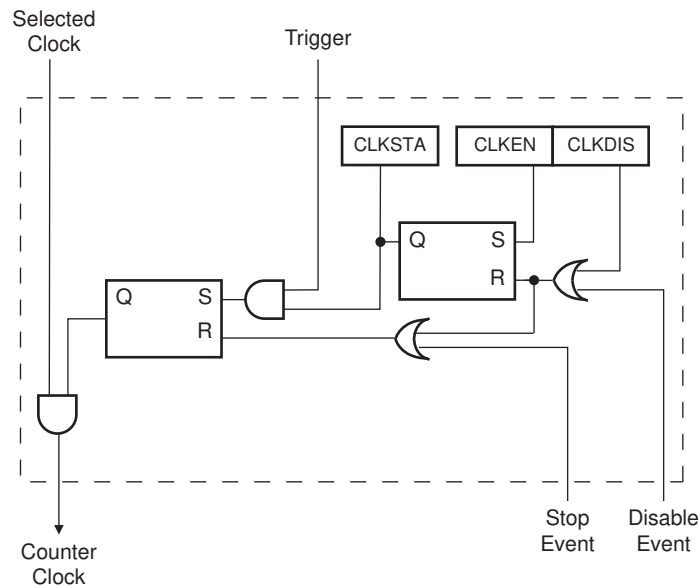 Selected
Clock
Trigger
CLKSTA
CLKEN
CLKDIS
Q
S
R
Q
S
R
Stop
Event
Disable
Event
Counter
Clock